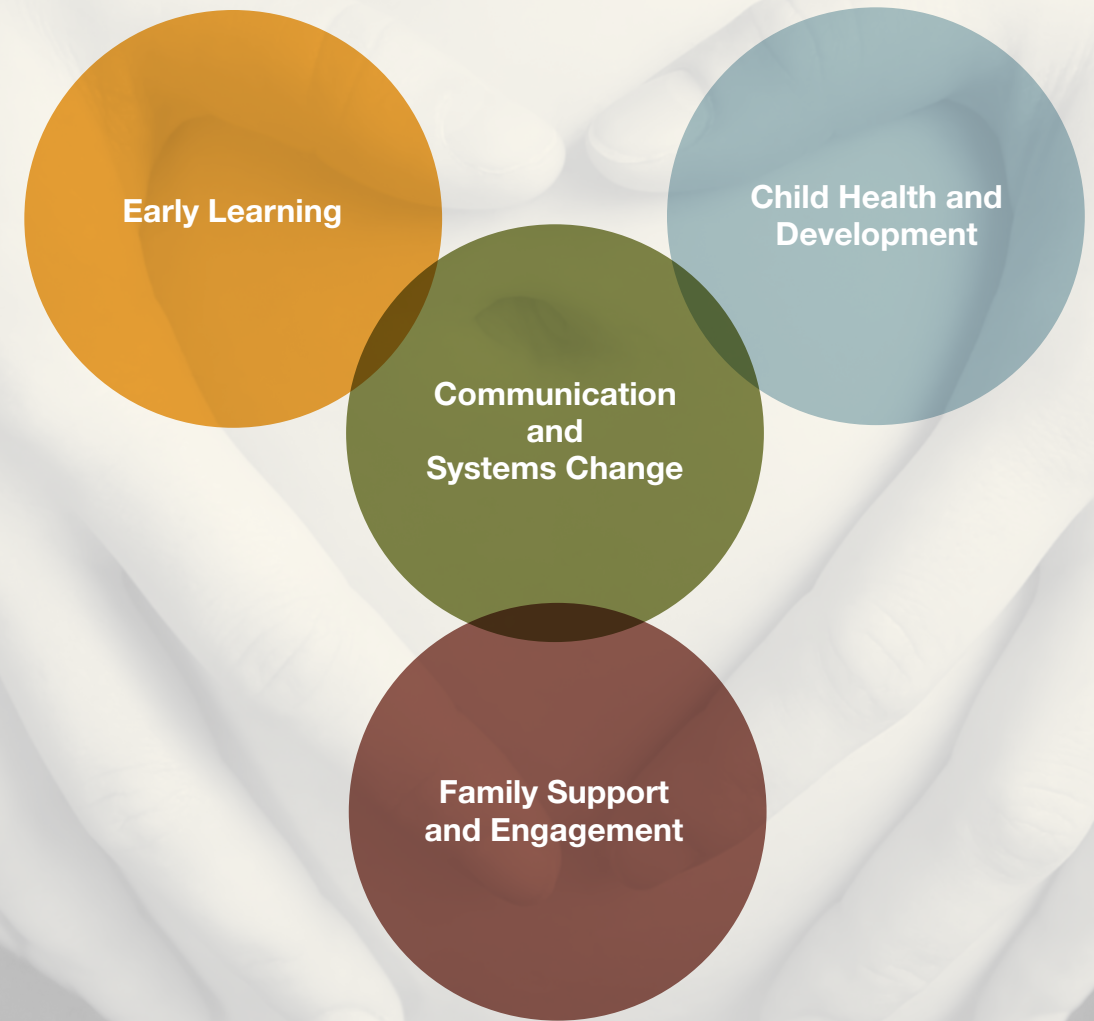 Early Learning
Child Health and
Development
Communication
and
Systems Change
Family Support
and Engagement